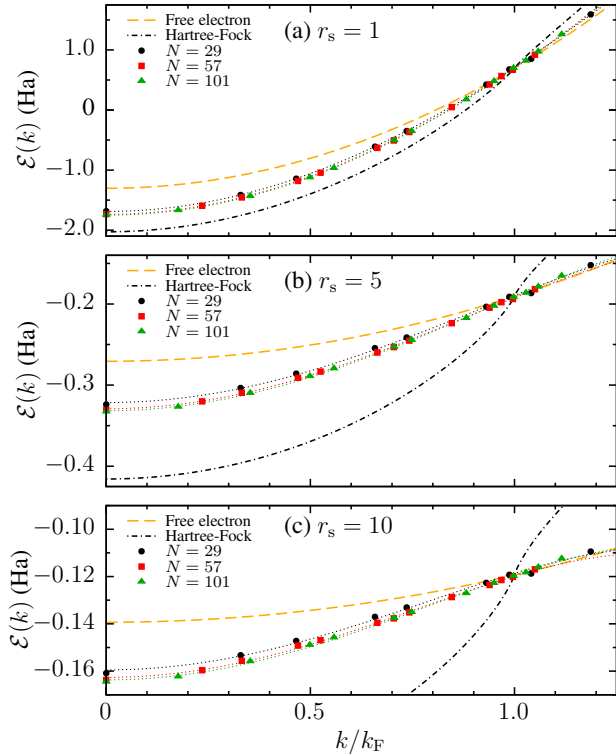 (a) r_s = 1
Free electron
Hartree-Fock
N = 29
N = 57
N = 101
1.0
0
−1.0
−2.0
ℰ(k) (Ha)
(b) r_s = 5
Free electron
Hartree-Fock
N = 29
N = 57
N = 101
−0.2
−0.3
−0.4
ℰ(k) (Ha)
(c) r_s = 10
Free electron
Hartree-Fock
N = 29
N = 57
N = 101
−0.10
−0.12
−0.14
−0.16
ℰ(k) (Ha)
0
0.5
1.0
k/k_F